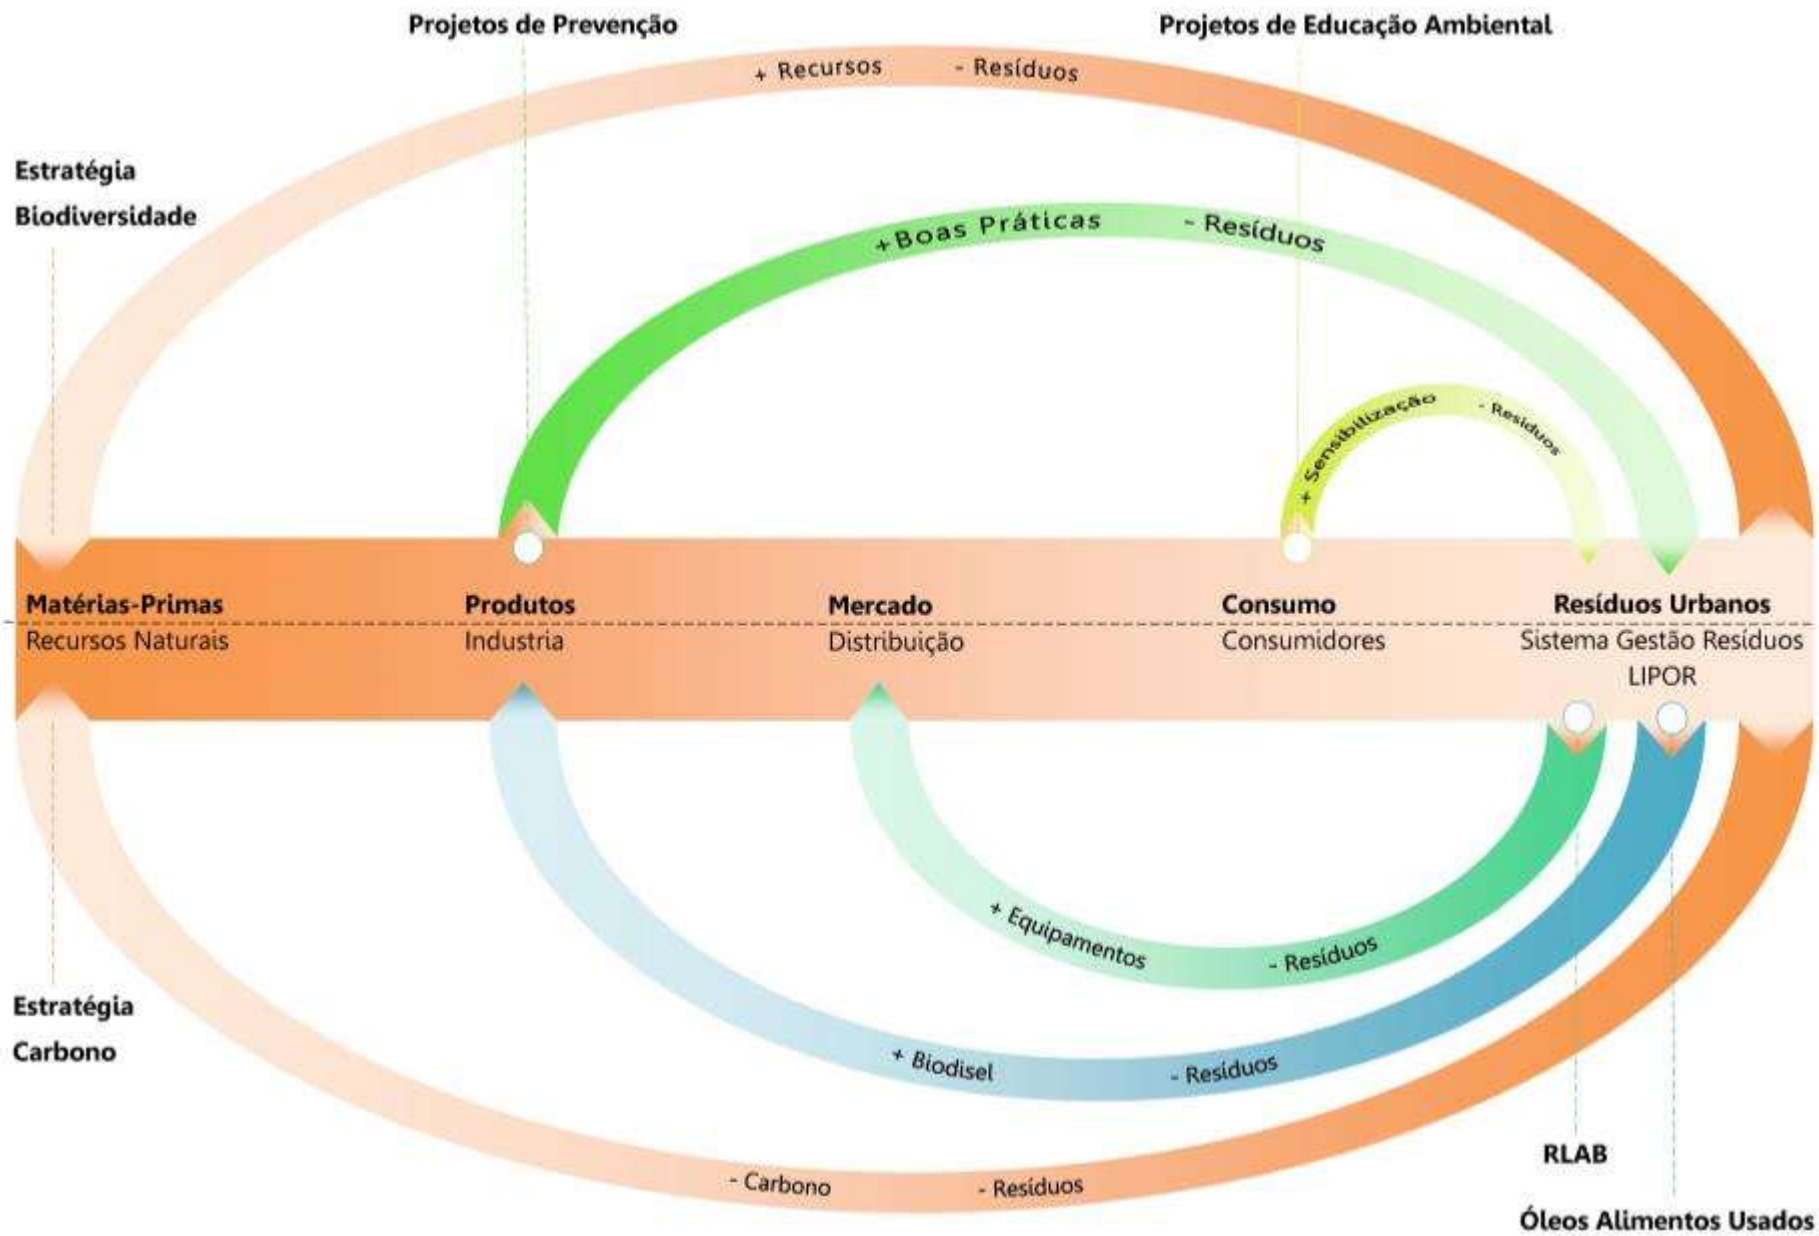 Projetos de Prevenção
Projetos de Educação Ambiental
+ Recursos - Resíduos
Estratégia
Biodiversidade
+Boas Práticas - Resíduos
+ Sensibilização - Resíduos
Matérias-Primas
Recursos Naturais
Produtos
Industria
Mercado
Distribuição
Consumo
Consumidores
Resíduos Urbanos
Sistema Gestão Resíduos
LIPOR
+ Equipamentos - Resíduos
Estratégia
Carbono
+ Biodisel - Resíduos
RLAB
- Carbono - Resíduos
Óleos Alimentos Usados